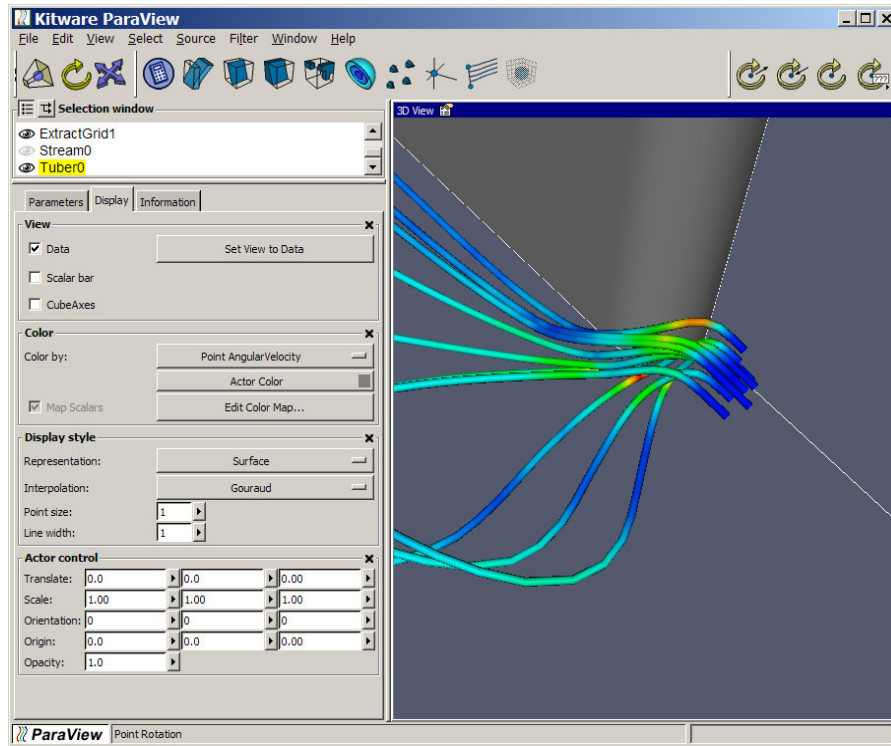 Kitware ParaView
File Edit View Select Source Filter Window Help
???
Selection window
3D View
ExtractGrid1
Stream0
Tuber0
Parameters Display Information
View
Data Set View to Data
Scalar bar
CubeAxes
Color
Color by: Point AngularVelocity
Actor Color
Map Scalars Edit Color Map...
Display style
Representation: Surface
Interpolation: Gouraud
Point size: 1
Line width: 1
Actor control
Translate: 0.0 0.0 0.00
Scale: 1.00 1.00 1.00
Orientation: 0 0 0
Origin: 0.0 0.0 0.00
Opacity: 1.0
ParaView Point Rotation